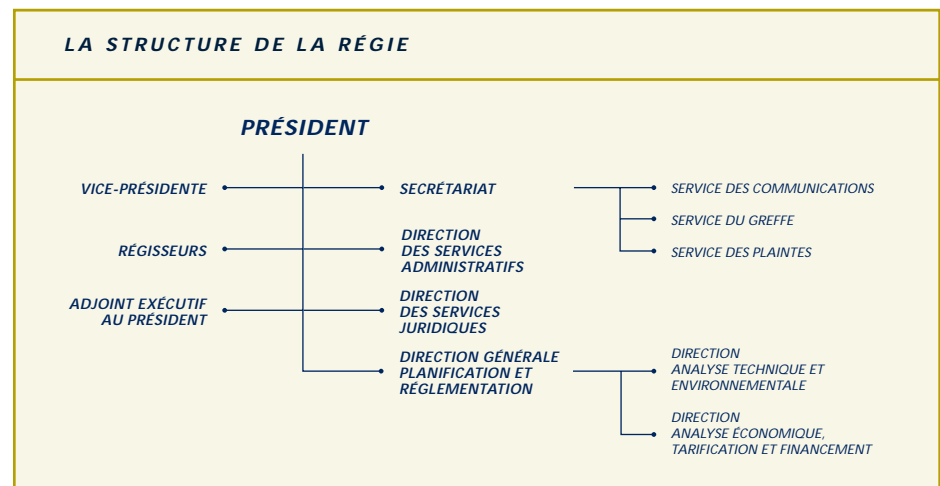 LA STRUCTURE DE LA RÉGIE
PRÉSIDENT
VICE-PRÉSIDENTE
SECRÉTARIAT
SERVICE DES COMMUNICATIONS
SERVICE DU GREFFE
SERVICE DES PLAINTES
RÉGISSEURS
DIRECTION
DES SERVICES
ADMINISTRATIFS
ADJOINT EXÉCUTIF
AU PRÉSIDENT
DIRECTION
DES SERVICES
JURIDIQUES
DIRECTION GÉNÉRALE
PLANIFICATION ET
RÉGLEMENTATION
DIRECTION
ANALYSE TECHNIQUE ET
ENVIRONNEMENTALE
DIRECTION
ANALYSE ÉCONOMIQUE,
TARIFICATION ET FINANCEMENT